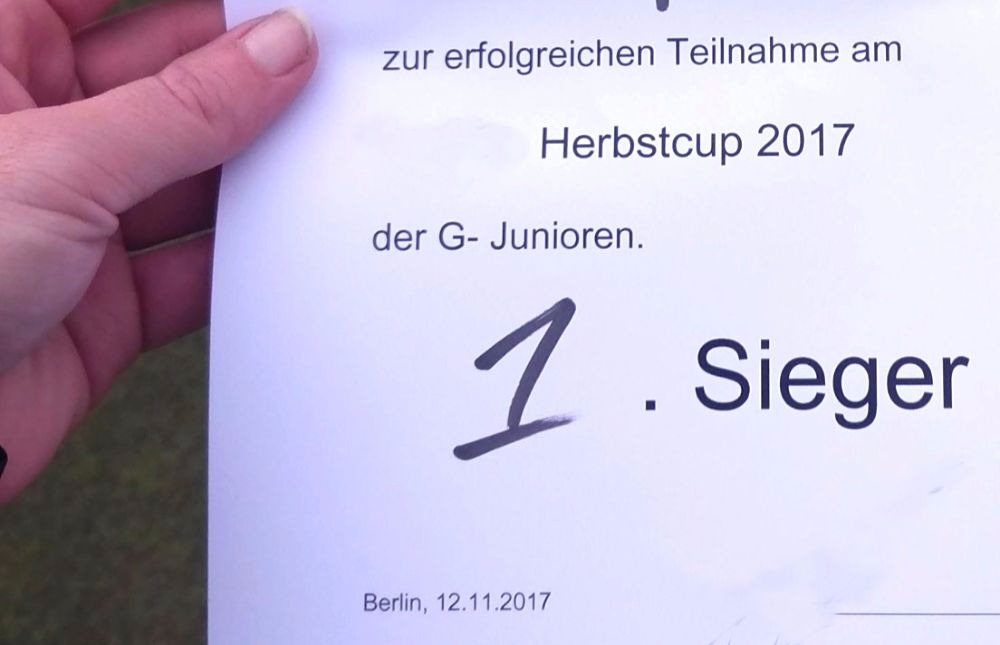 zur erfolgreichen Teilnahme am
Herbstcup 2017
der G- Junioren.
1 . Sieger
Berlin, 12.11.2017